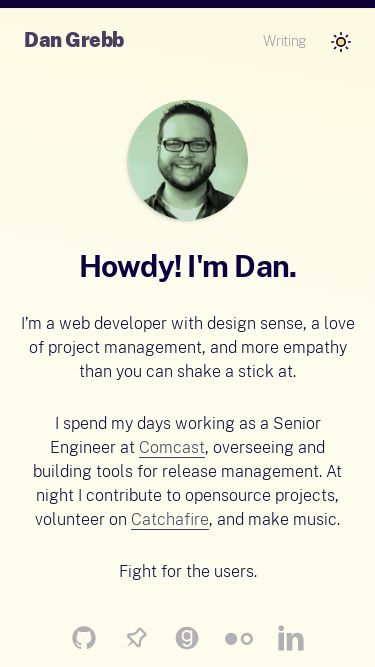 Dan Grebb
Writing
Howdy! I'm Dan.
I'm a web developer with design sense, a love
of project management, and more empathy
than you can shake a stick at.
I spend my days working as a Senior
Engineer at Comcast, overseeing and
building tools for release management. At
night I contribute to opensource projects,
volunteer on Catchafire, and make music.
Fight for the users.